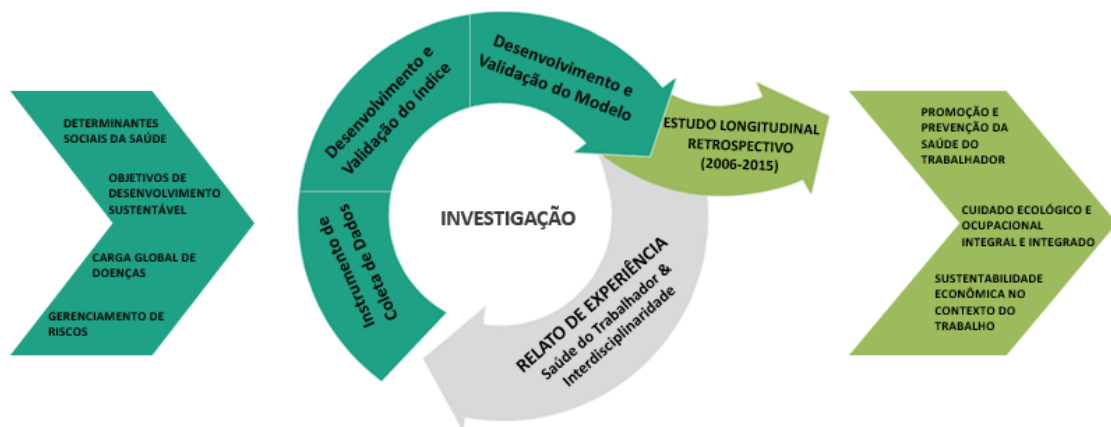 DETERMINANTES
SOCIAIS DA SAÚDE
OBJETIVOS DE
DESENVOLVIMENTO
SUSTENTÁVEL
CARGA GLOBAL DE
DOENÇAS
GERENCIAMENTO DE
RISCOS
Instrumento de
Coleta de Dados
Desenvolvimento e
Validação do índice
Desenvolvimento e
Validação do Modelo
INVESTIGAÇÃO
ESTUDO LONGITUDINAL
RETROSPECTIVO
(2006-2015)
RELATO DE EXPERIÊNCIA
Saúde do Trabalhador &
Interdisciplinaridade
PROMOÇÃO E
PREVENÇÃO DA
SAÚDE DO
TRABALHADOR
CUIDADO ECOLÓGICO E
OCUPACIONAL
INTEGRAL E INTEGRADO
SUSTENTABILIDADE
ECONÔMICA NO
CONTEXTO DO
TRABALHO